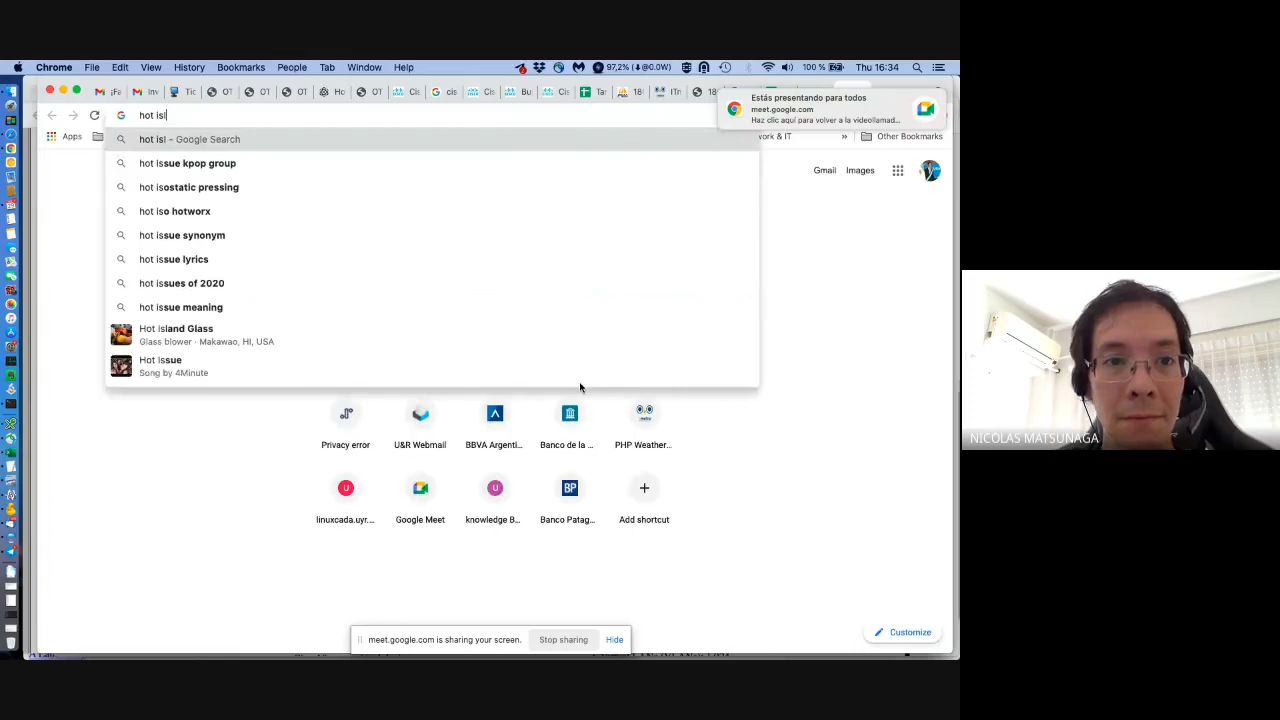 Chrome File Edit View History Bookmarks People Tab Window Help 97,2% (⬇@0.0W) 100 % Thu 16:34
hot isl
Estás presentando para todos
meet.google.com
Haz clic aquí para volver a la videollamad...
Apps
Other Bookmarks
hot isl – Google Search
Gmail Images
hot issue kpop group
hot isostatic pressing
hot iso hotworx
hot issue synonym
hot issue lyrics
hot issues of 2020
hot issue meaning
Hot island Glass
Glass blower · Makawao, HI, USA
Hot Issue
Song by 4Minute
Privacy error U&R Webmail BBVA Argenti... Banco de la ... PHP Weather...
linuxcada.uyr.... Google Meet knowledge B... Banco Patag... Add shortcut
NICOLAS MATSUNAGA
Customize
meet.google.com is sharing your screen. Stop sharing Hide